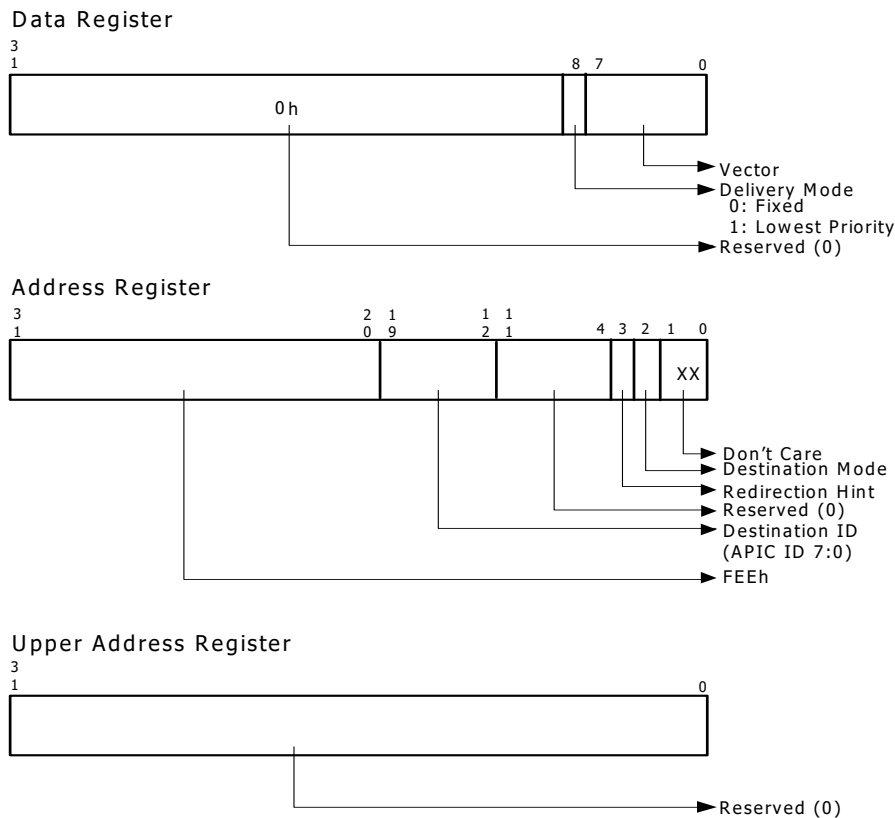 Data Register
3
1 8 7 0
0h
Vector
Delivery Mode
0: Fixed
1: Lowest Priority
Reserved (0)
Address Register
3 2 1 1 1
1 0 9 2 1 4 3 2 1 0
XX
Don't Care
Destination Mode
Redirection Hint
Reserved (0)
Destination ID
(APIC ID 7:0)
FEEh
Upper Address Register
3
1 0
Reserved (0)